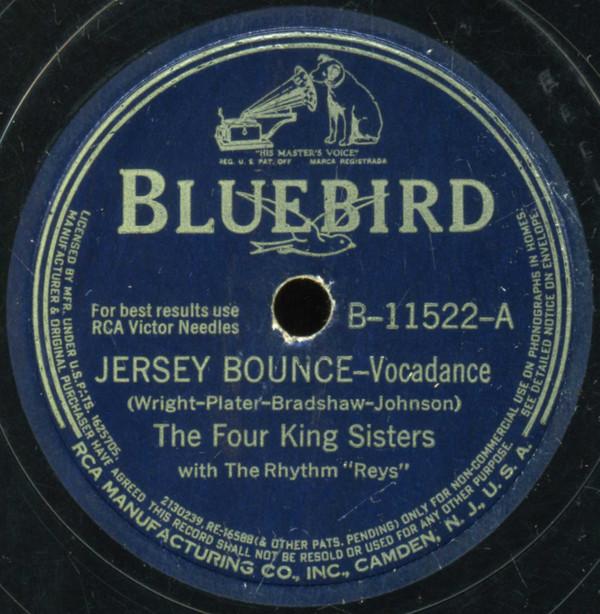 "HIS MASTER'S VOICE"
REG. U. S. PAT. OFF MARCA REGISTRADA
BLUEBIRD
For best results use
RCA Victor Needles
B-11522-A
JERSEY BOUNCE-Vocadance
(Wright-Plater-Bradshaw-Johnson)
The Four King Sisters
with The Rhythm "Reys"
LICENSED BY MFR. UNDER U.S.PATS. 1625705, 2130239, RE-16588(& OTHER PATS. PENDING) ONLY FOR NON-COMMERCIAL USE ON PHONOGRAPHS IN HOMES.
MANUFACTURER & ORIGINAL PURCHASER HAVE AGREED THIS RECORD SHALL NOT BE RESOLD OR USED FOR ANY OTHER PURPOSE. SEE DETAILED NOTICE ON ENVELOPE.
RCA MANUFACTURING CO., INC., CAMDEN, N. J., U. S. A.